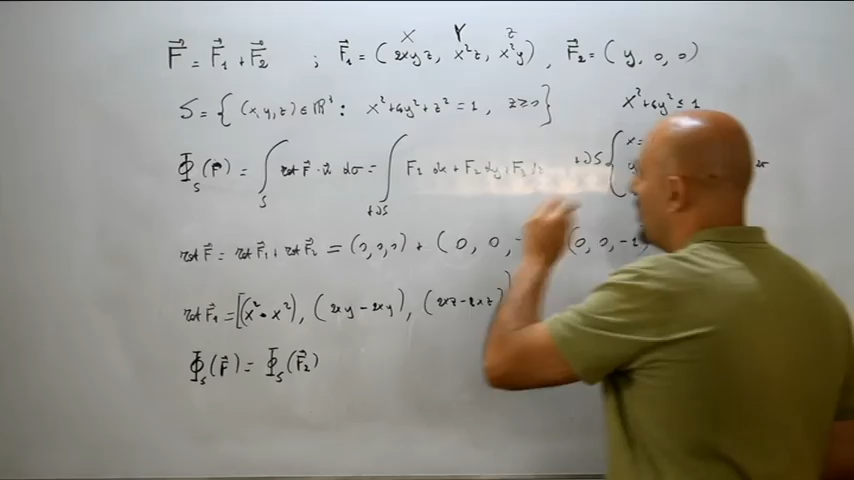 X Y Z
F⃗ = F⃗₁ + F⃗₂ ; F⃗₁ = (2xyz, x²z, x²y), F⃗₂ = (y, 0, 0)
S = { (x,y,z) ∈ ℝ³ : x² + 4y² + z² = 1, z ≥ 0 } x² + 4y² ≤ 1
Φ_S(F⃗) = ∫_S rot F⃗ · n⃗ dσ = ∫_{+∂S} F₁ dx + F₂ dy + F₃ dz +∂S { x=
rot F⃗ = rot F⃗₁ + rot F⃗₂ = (0,0,0) + (0, 0, - (0, 0, -1)
rot F⃗₁ = [(x² - x²), (2xy - 2xy), (2xz - 2xz)
Φ_S(F⃗) = Φ_S(F⃗₂)